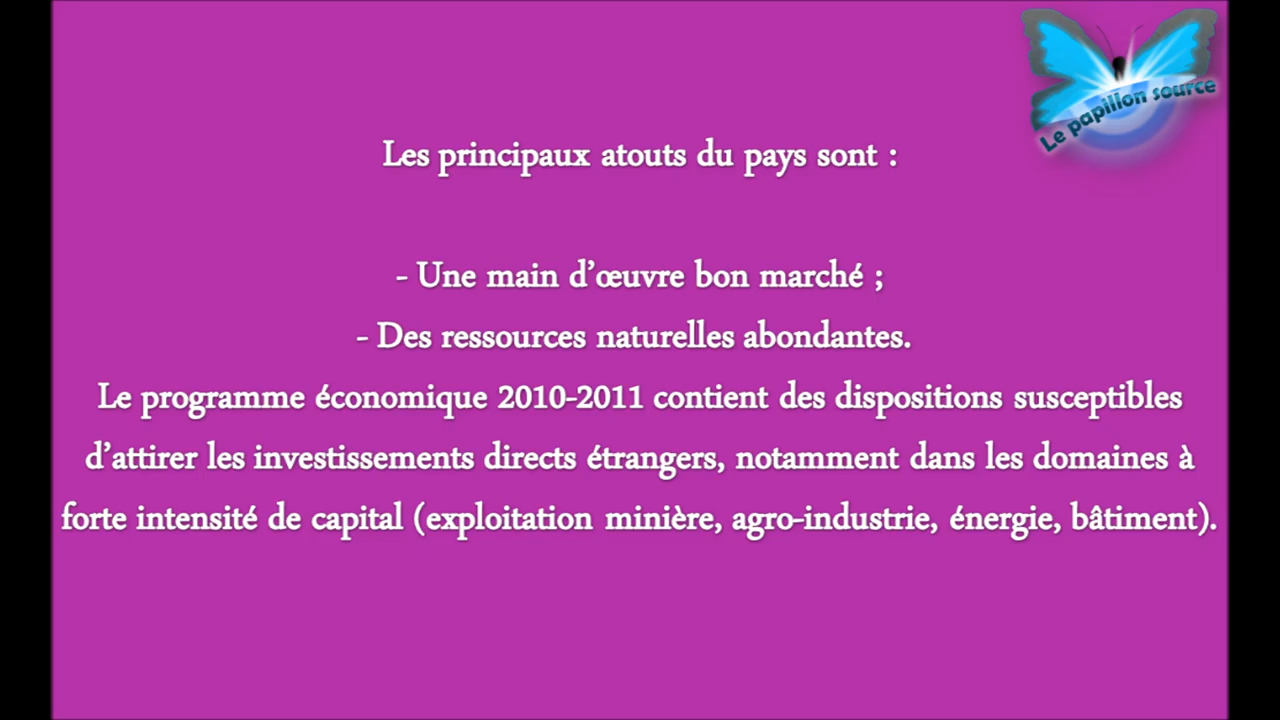 Le papillon source
Les principaux atouts du pays sont :
- Une main d’œuvre bon marché ;
- Des ressources naturelles abondantes.
Le programme économique 2010-2011 contient des dispositions susceptibles
d’attirer les investissements directs étrangers, notamment dans les domaines à
forte intensité de capital (exploitation minière, agro-industrie, énergie, bâtiment).